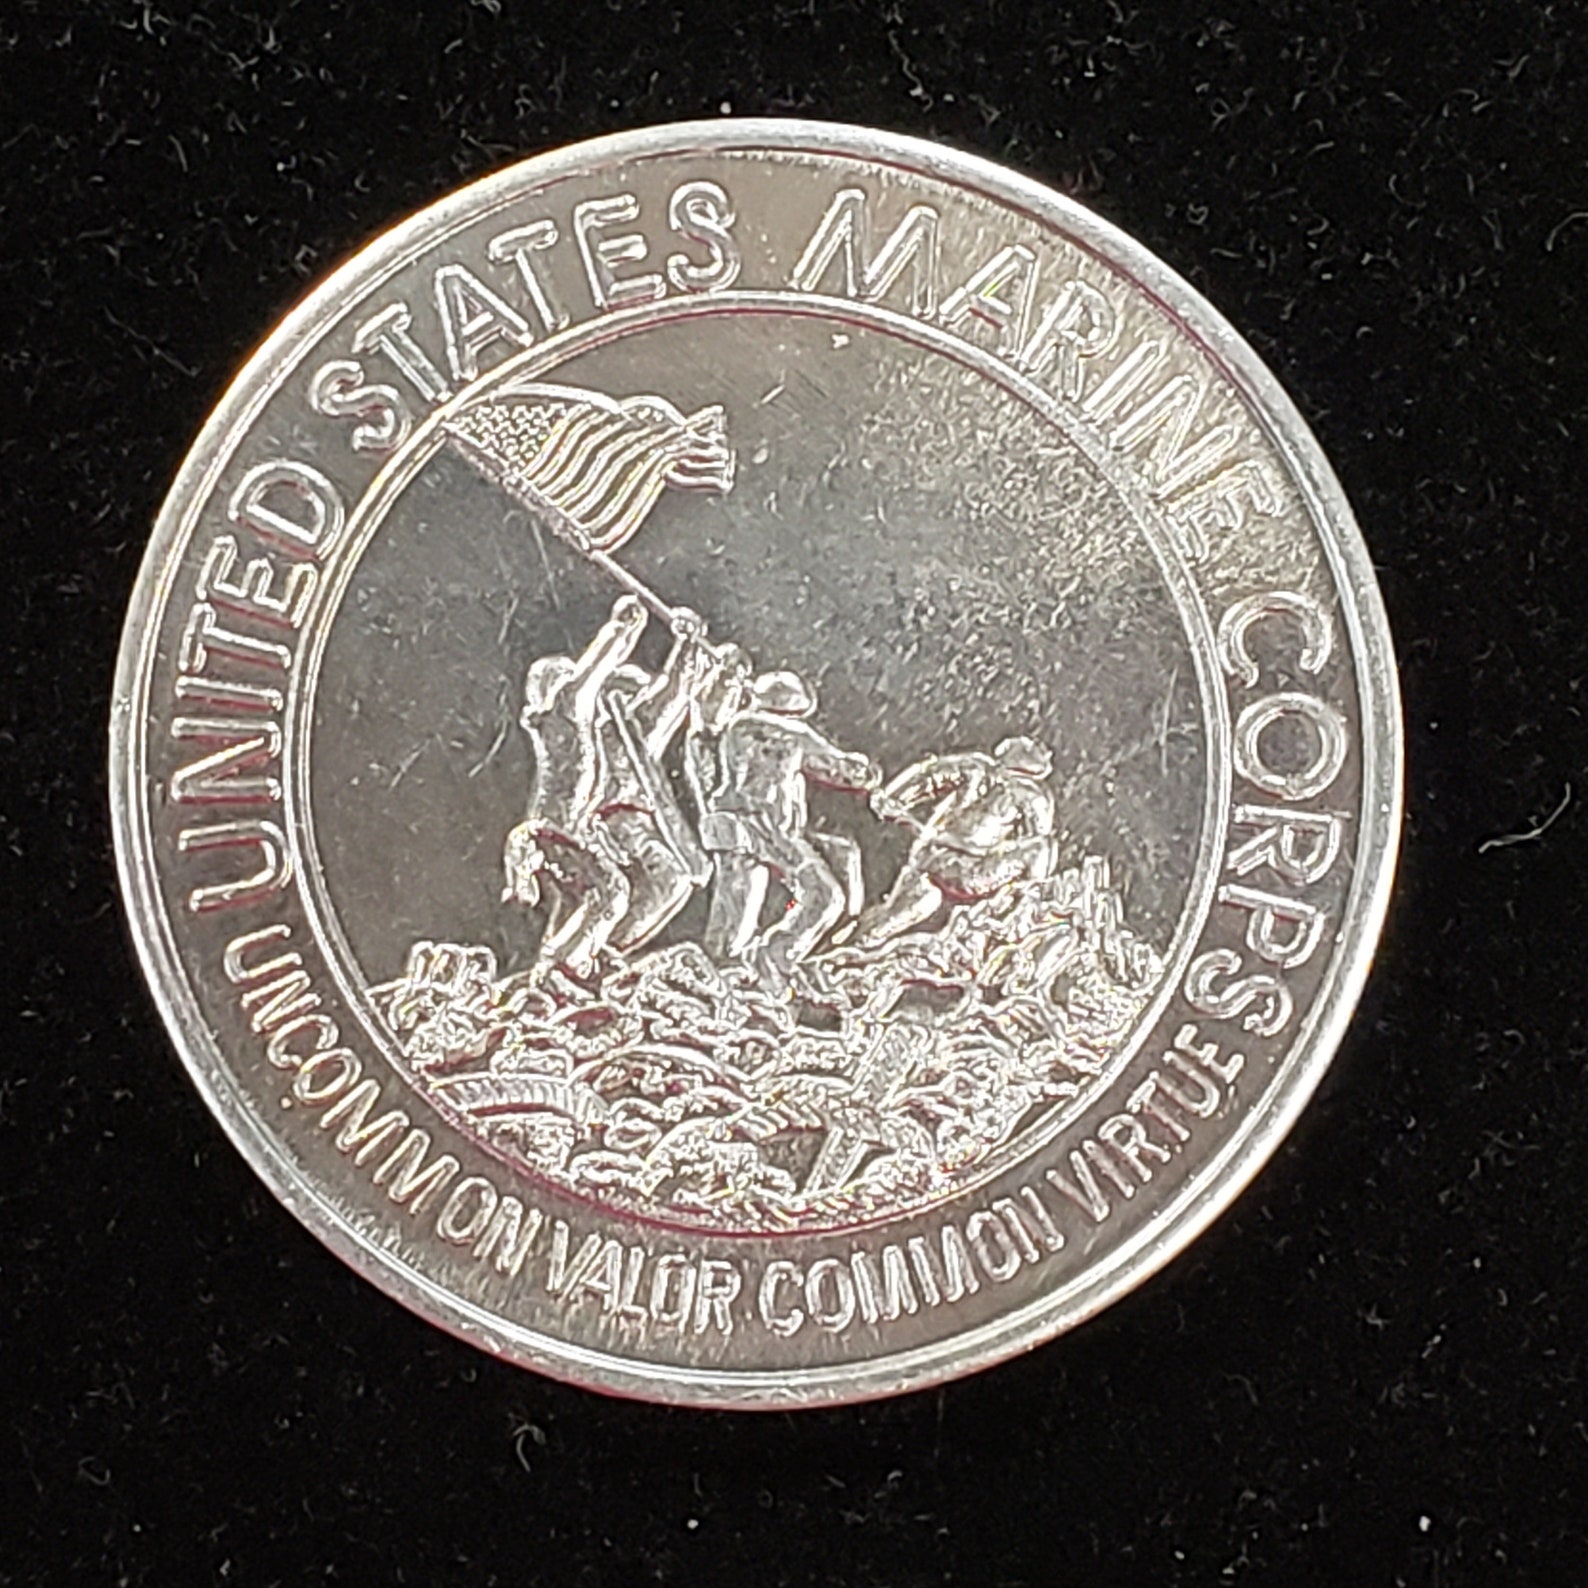 UNITED STATES MARINE CORPS
UNCOMMON VALOR COMMON VIRTUE